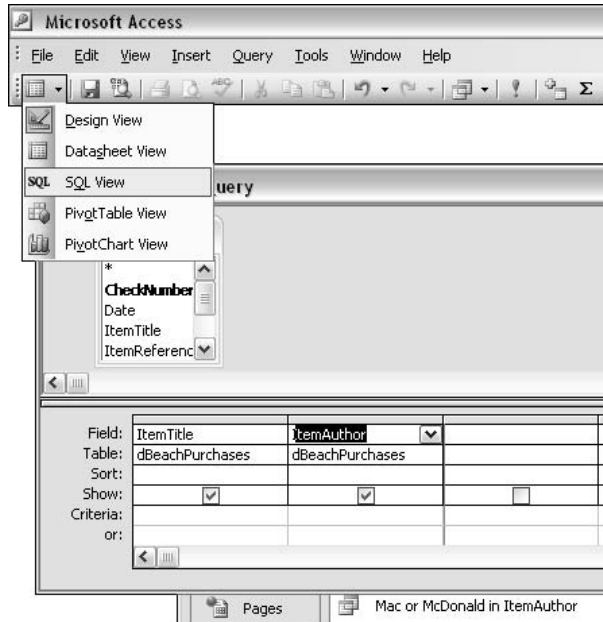 Microsoft Access
File Edit View Insert Query Tools Window Help
Design View
Datasheet View
SQL SQL View
PivotTable View
PivotChart View
uery
*
CheckNumber
Date
ItemTitle
ItemReferenc
Field: ItemTitle ItemAuthor
Table: dBeachPurchases dBeachPurchases
Sort:
Show:
Criteria:
or:
Pages Mac or McDonald in ItemAuthor